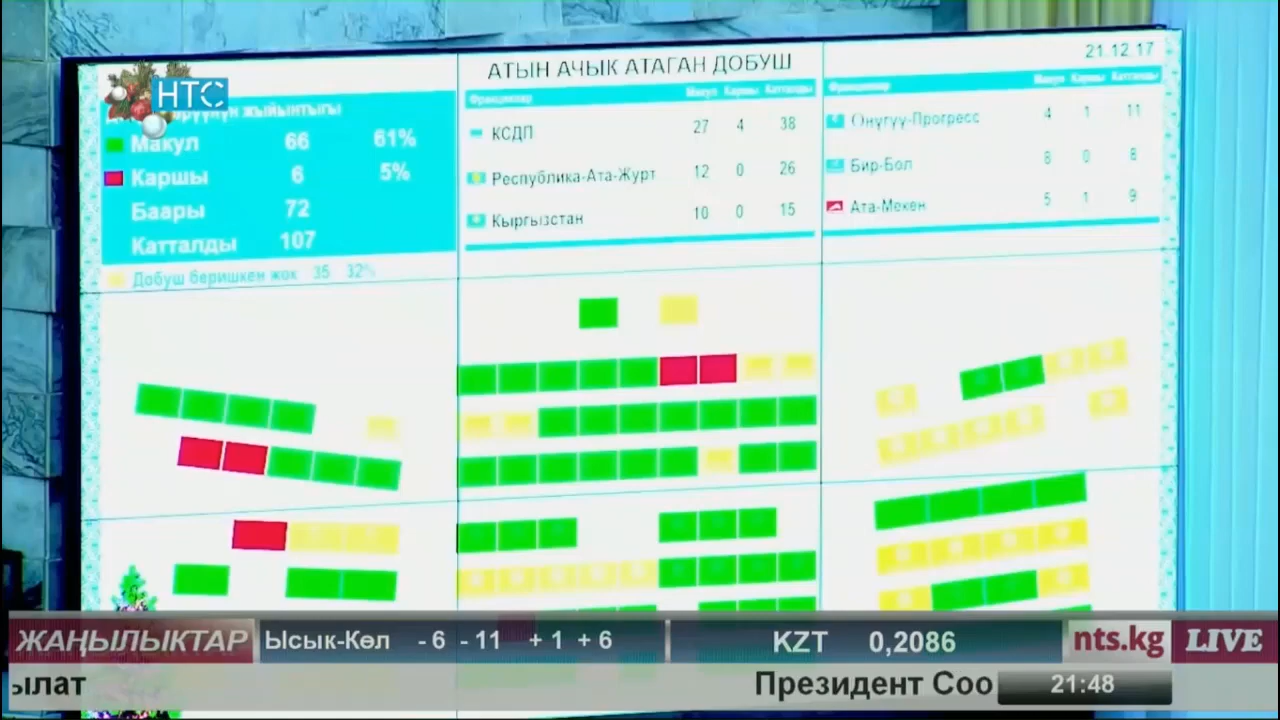 НТС
жыйынтыгы
Макул 66 61%
Каршы 6 5%
Баары 72
Катталды 107
Добуш беришкен жок 35 32%
АТЫН АЧЫК АТАГАН ДОБУШ
Фракциялар Макул Каршы Катталды
КСДП 27 4 38
Республика-Ата-Журт 12 0 26
Кыргызстан 10 0 15
21.12.17
Фракциялар Макул Каршы Катталды
Өнүгүү-Прогресс 4 1 11
Бир-Бол 8 0 8
Ата-Мекен 5 1 9
ЖАҢЫЛЫКТАР Ысык-Көл - 6 - 11 + 1 + 6 KZT 0,2086 nts.kg LIVE
ылат Президент Соо 21:48